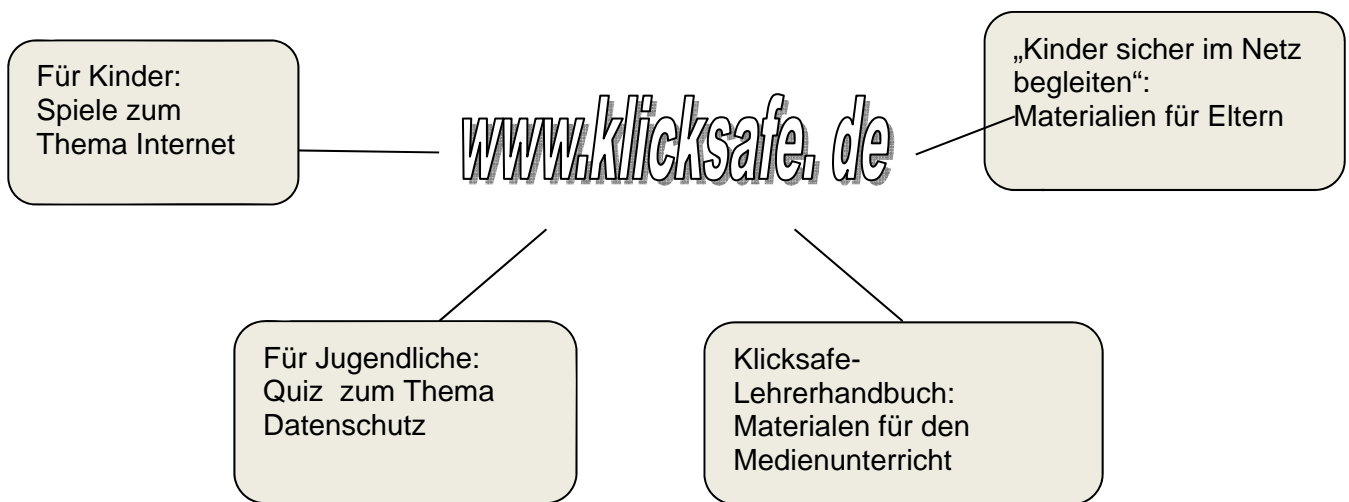 Für Kinder:
Spiele zum
Thema Internet
www.klicksafe. de
„Kinder sicher im Netz
begleiten“:
Materialien für Eltern
Für Jugendliche:
Quiz  zum Thema
Datenschutz
Klicksafe-
Lehrerhandbuch:
Materialen für den
Medienunterricht